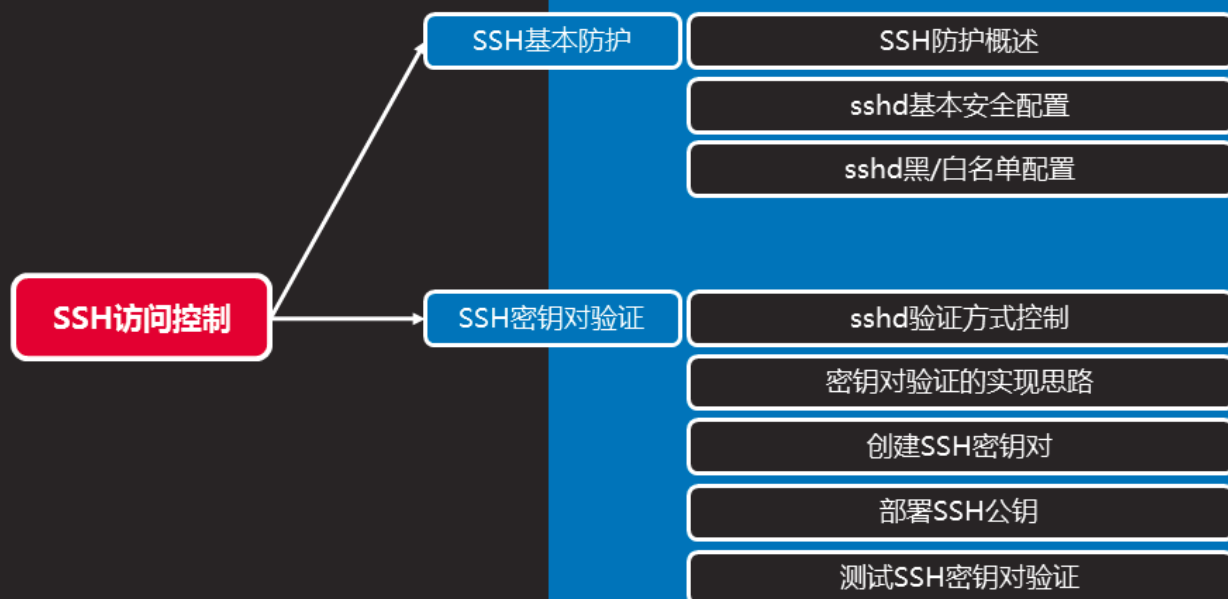 SSH基本防护
SSH防护概述
sshd基本安全配置
sshd黑/白名单配置
SSH访问控制
SSH密钥对验证
sshd验证方式控制
密钥对验证的实现思路
创建SSH密钥对
部署SSH公钥
测试SSH密钥对验证